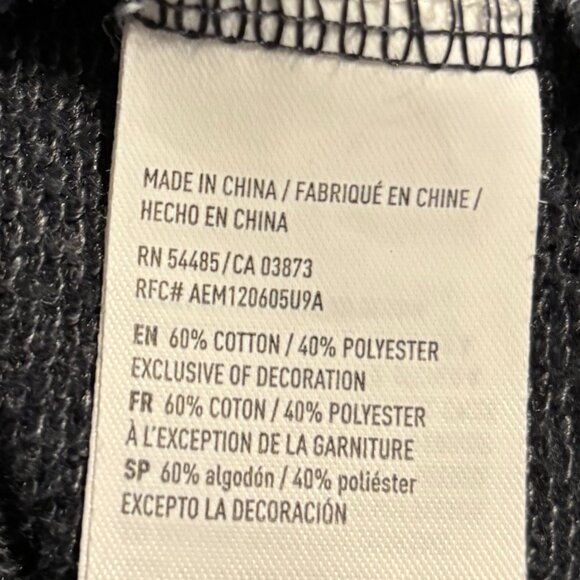 MADE IN CHINA / FABRIQUÉ EN CHINE /
HECHO EN CHINA
RN 54485/CA 03873
RFC# AEM120605U9A
EN 60% COTTON / 40% POLYESTER
EXCLUSIVE OF DECORATION
FR 60% COTON / 40% POLYESTER
À L'EXCEPTION DE LA GARNITURE
SP 60% algodón / 40% poliéster
EXCEPTO LA DECORACIÓN